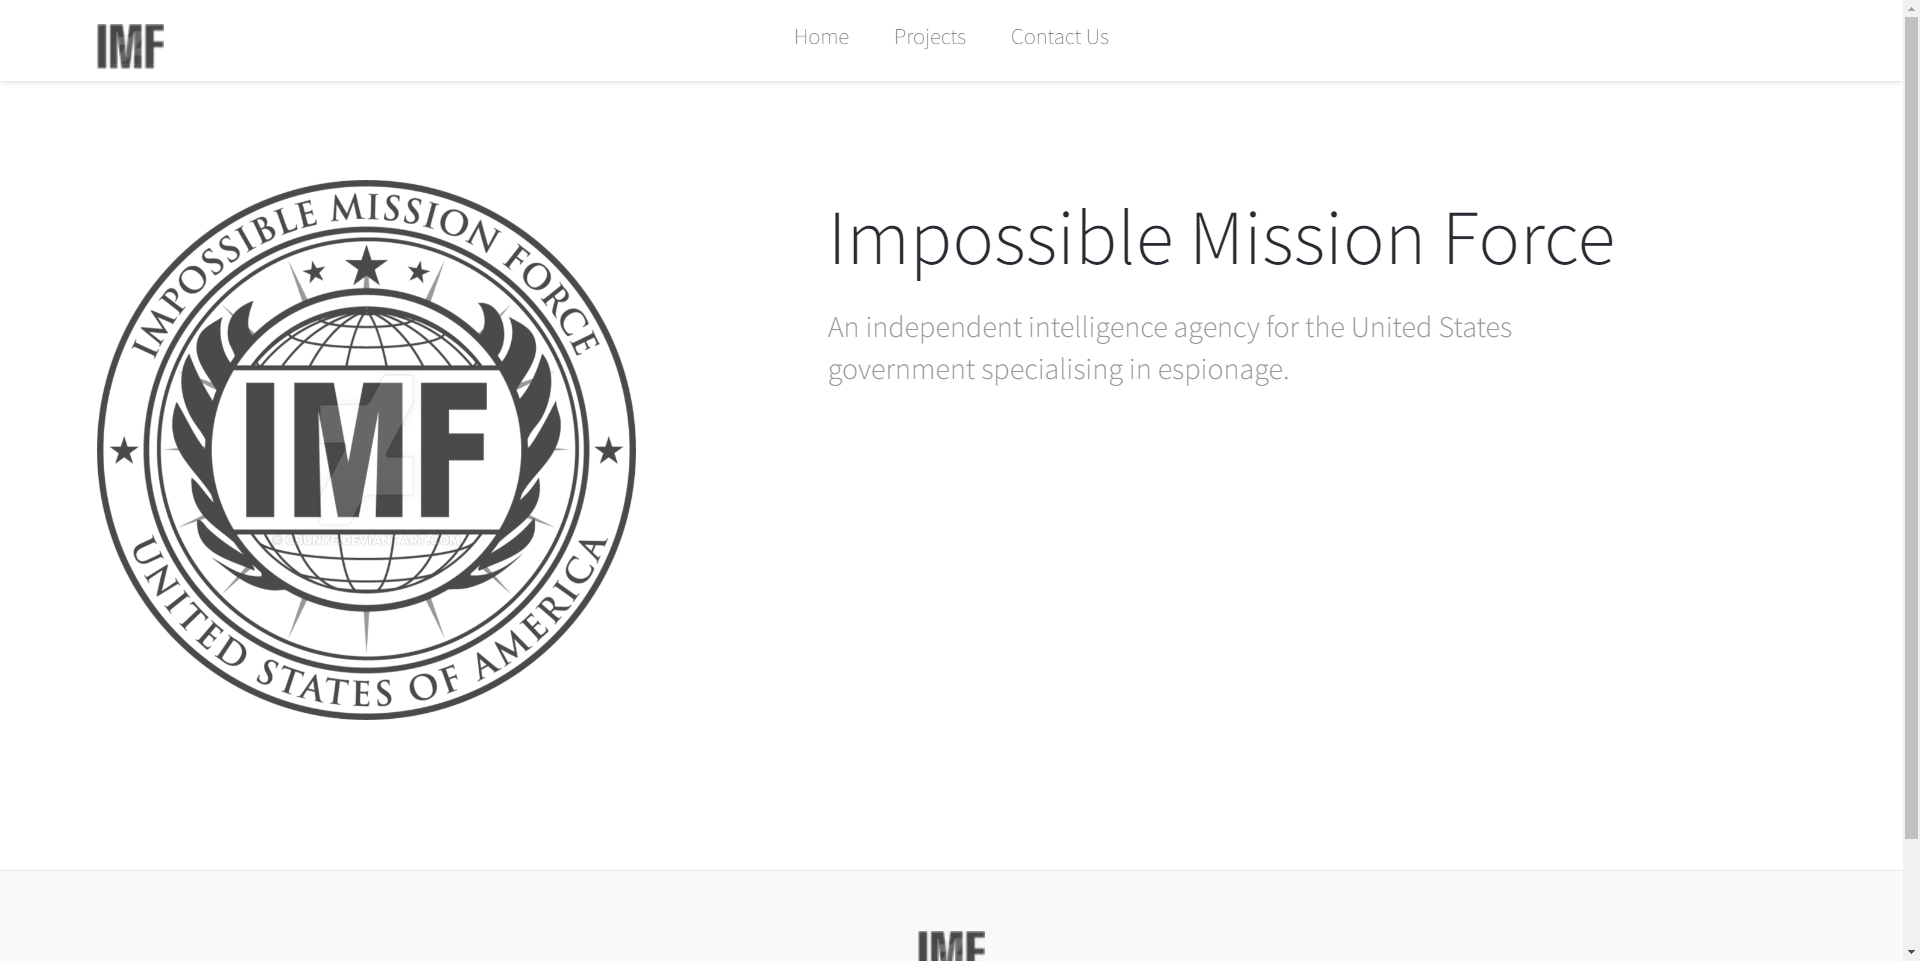 IMF
Home Projects Contact Us
IMPOSSIBLE MISSION FORCE
IMF
UNITED STATES OF AMERICA
Impossible Mission Force
An independent intelligence agency for the United States
government specialising in espionage.
IMF